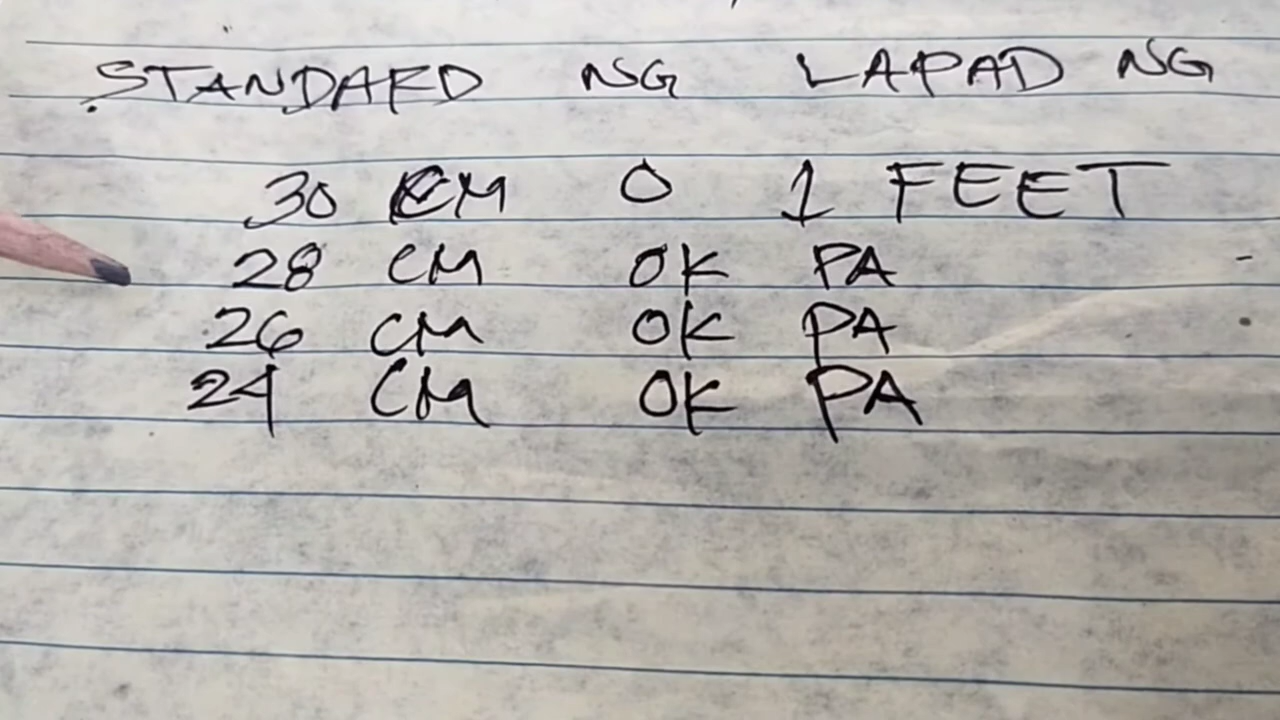 STANDARD NG LAPAD NG
30 CM O 1 FEET
28 CM OK PA
26 CM OK PA
24 CM OK PA